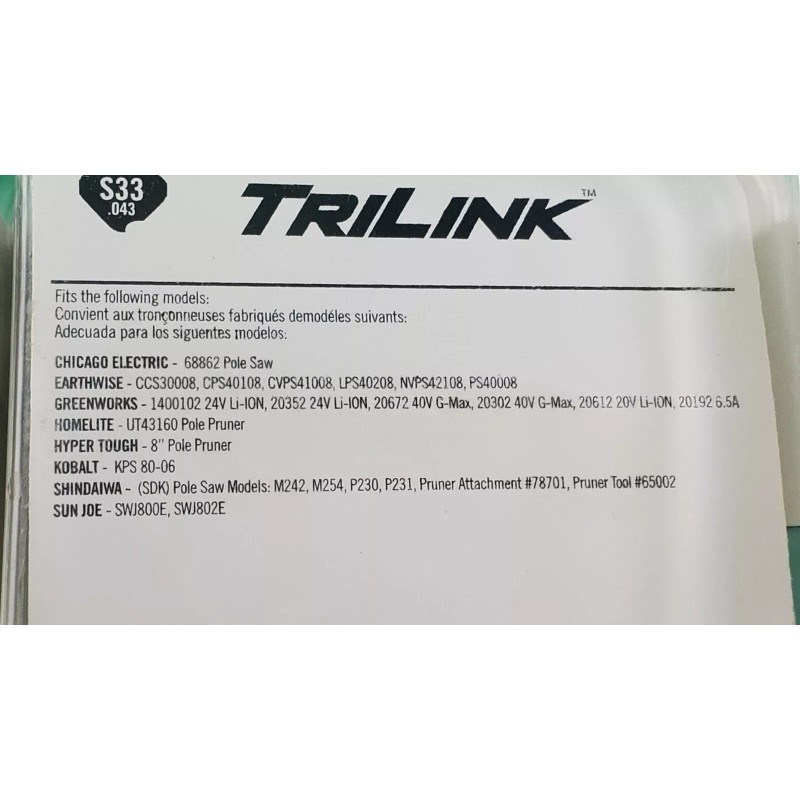 S33
.043
TRILINK™
Fits the following models:
Convient aux tronçonneuses fabriqués demodéles suivants:
Adecuada para los siguentes modelos:
CHICAGO ELECTRIC - 68862 Pole Saw
EARTHWISE - CCS30008, CPS40108, CVPS41008, LPS40208, NVPS42108, PS40008
GREENWORKS - 1400102 24V Li-ION, 20352 24V Li-ION, 20672 40V G-Max, 20302 40V G-Max, 20612 20V Li-ION, 20192 6.5A
HOMELITE - UT43160 Pole Pruner
HYPER TOUGH - 8" Pole Pruner
KOBALT - KPS 80-06
SHINDAIWA - (SDK) Pole Saw Models: M242, M254, P230, P231, Pruner Attachment #78701, Pruner Tool #65002
SUN JOE - SWJ800E, SWJ802E